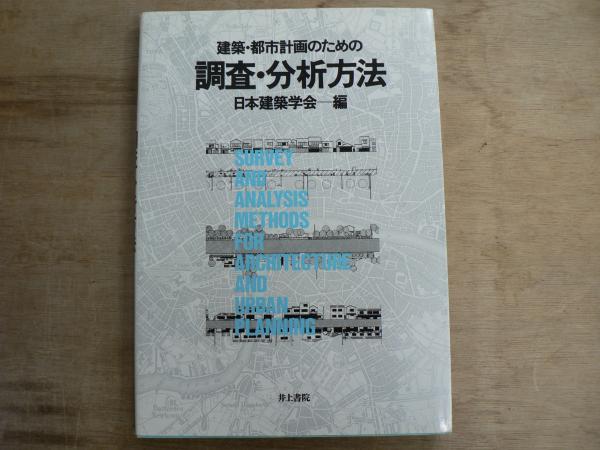 建築・都市計画のための
調査・分析方法
日本建築学会—編
SURVEY
AND
ANALYSIS
METHODS
FOR
ARCHITECTURE
AND
URBAN
PLANNRIG
井上書院